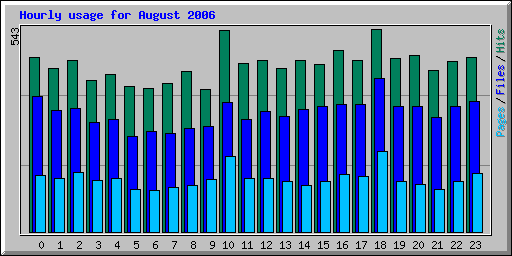 Hourly usage for August 2006
543
Pages/Files/Hits
0 1 2 3 4 5 6 7 8 9 10 11 12 13 14 15 16 17 18 19 20 21 22 23